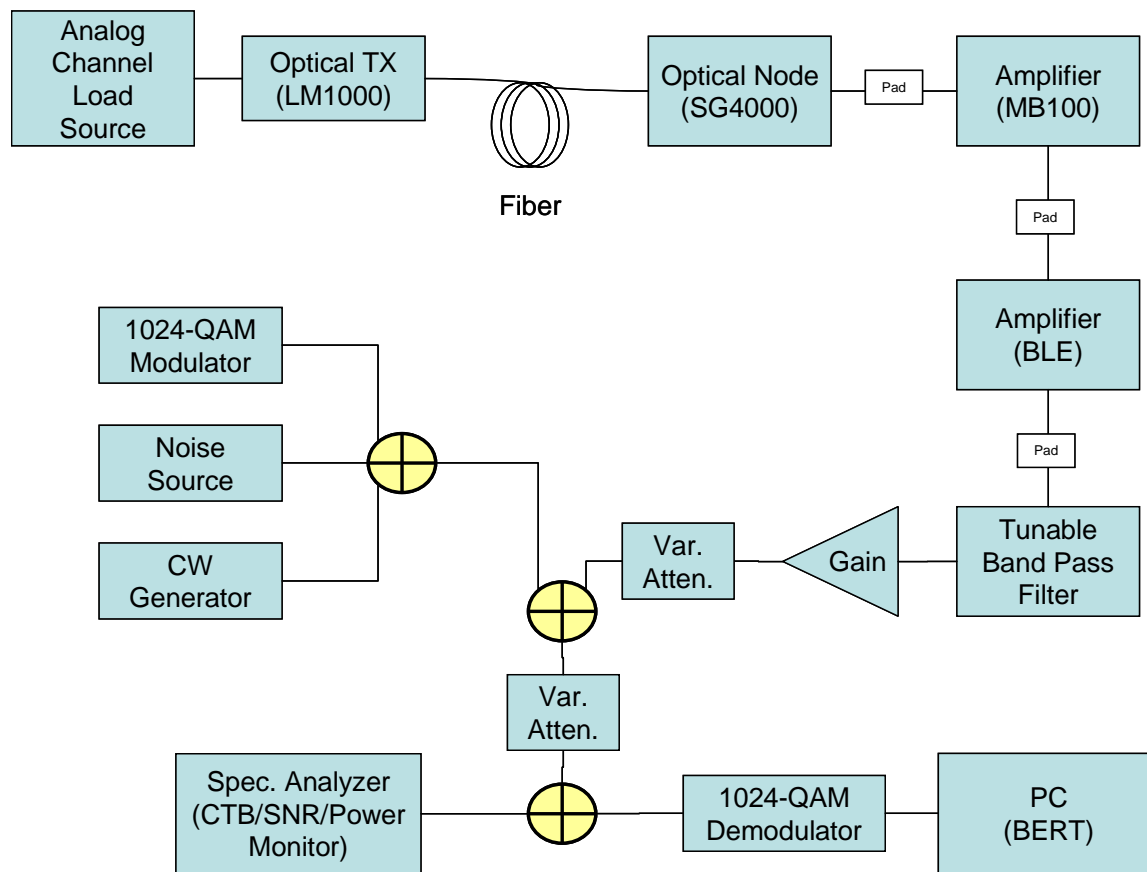 Analog
Channel
Load
Source
Optical TX
(LM1000)
Fiber
Optical Node
(SG4000)
Pad
Amplifier
(MB100)
Pad
Amplifier
(BLE)
Pad
Tunable
Band Pass
Filter
Gain
Var.
Atten.
1024-QAM
Modulator
Noise
Source
CW
Generator
Var.
Atten.
Spec. Analyzer
(CTB/SNR/Power
Monitor)
1024-QAM
Demodulator
PC
(BERT)